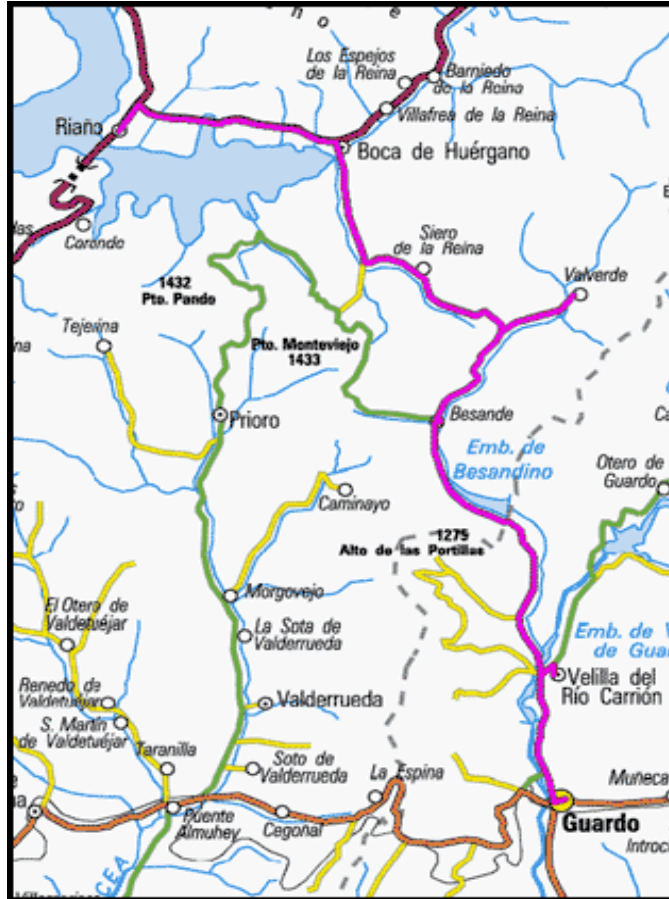 Los Espejos
de la Reina
Barniedo
de la Reina
Villafrea de la Reina
Riaño
Boca de Huérgano
Siero
de la Reina
1432
Pto. Pando
Valverde
Tejerina
Pto. Monteviejo
1433
Prioro
Besande
Emb. de
Besandino
Otero de
Guardo
Caminayo
1275
Alto de las Portillas
Morgovejo
El Otero de
Valdetuéjar
La Sota de
Valderrueda
Emb. de V
de Guar
Velilla del
Río Carrión
Renedo de
Valdetuéjar
Valderrueda
S. Martín
de Valdetuéjar
Taranilla
Soto de
Valderrueda
La Espina
Muñeca
Puente
Almuhey
Cegoñal
Guardo
Introc
CEA